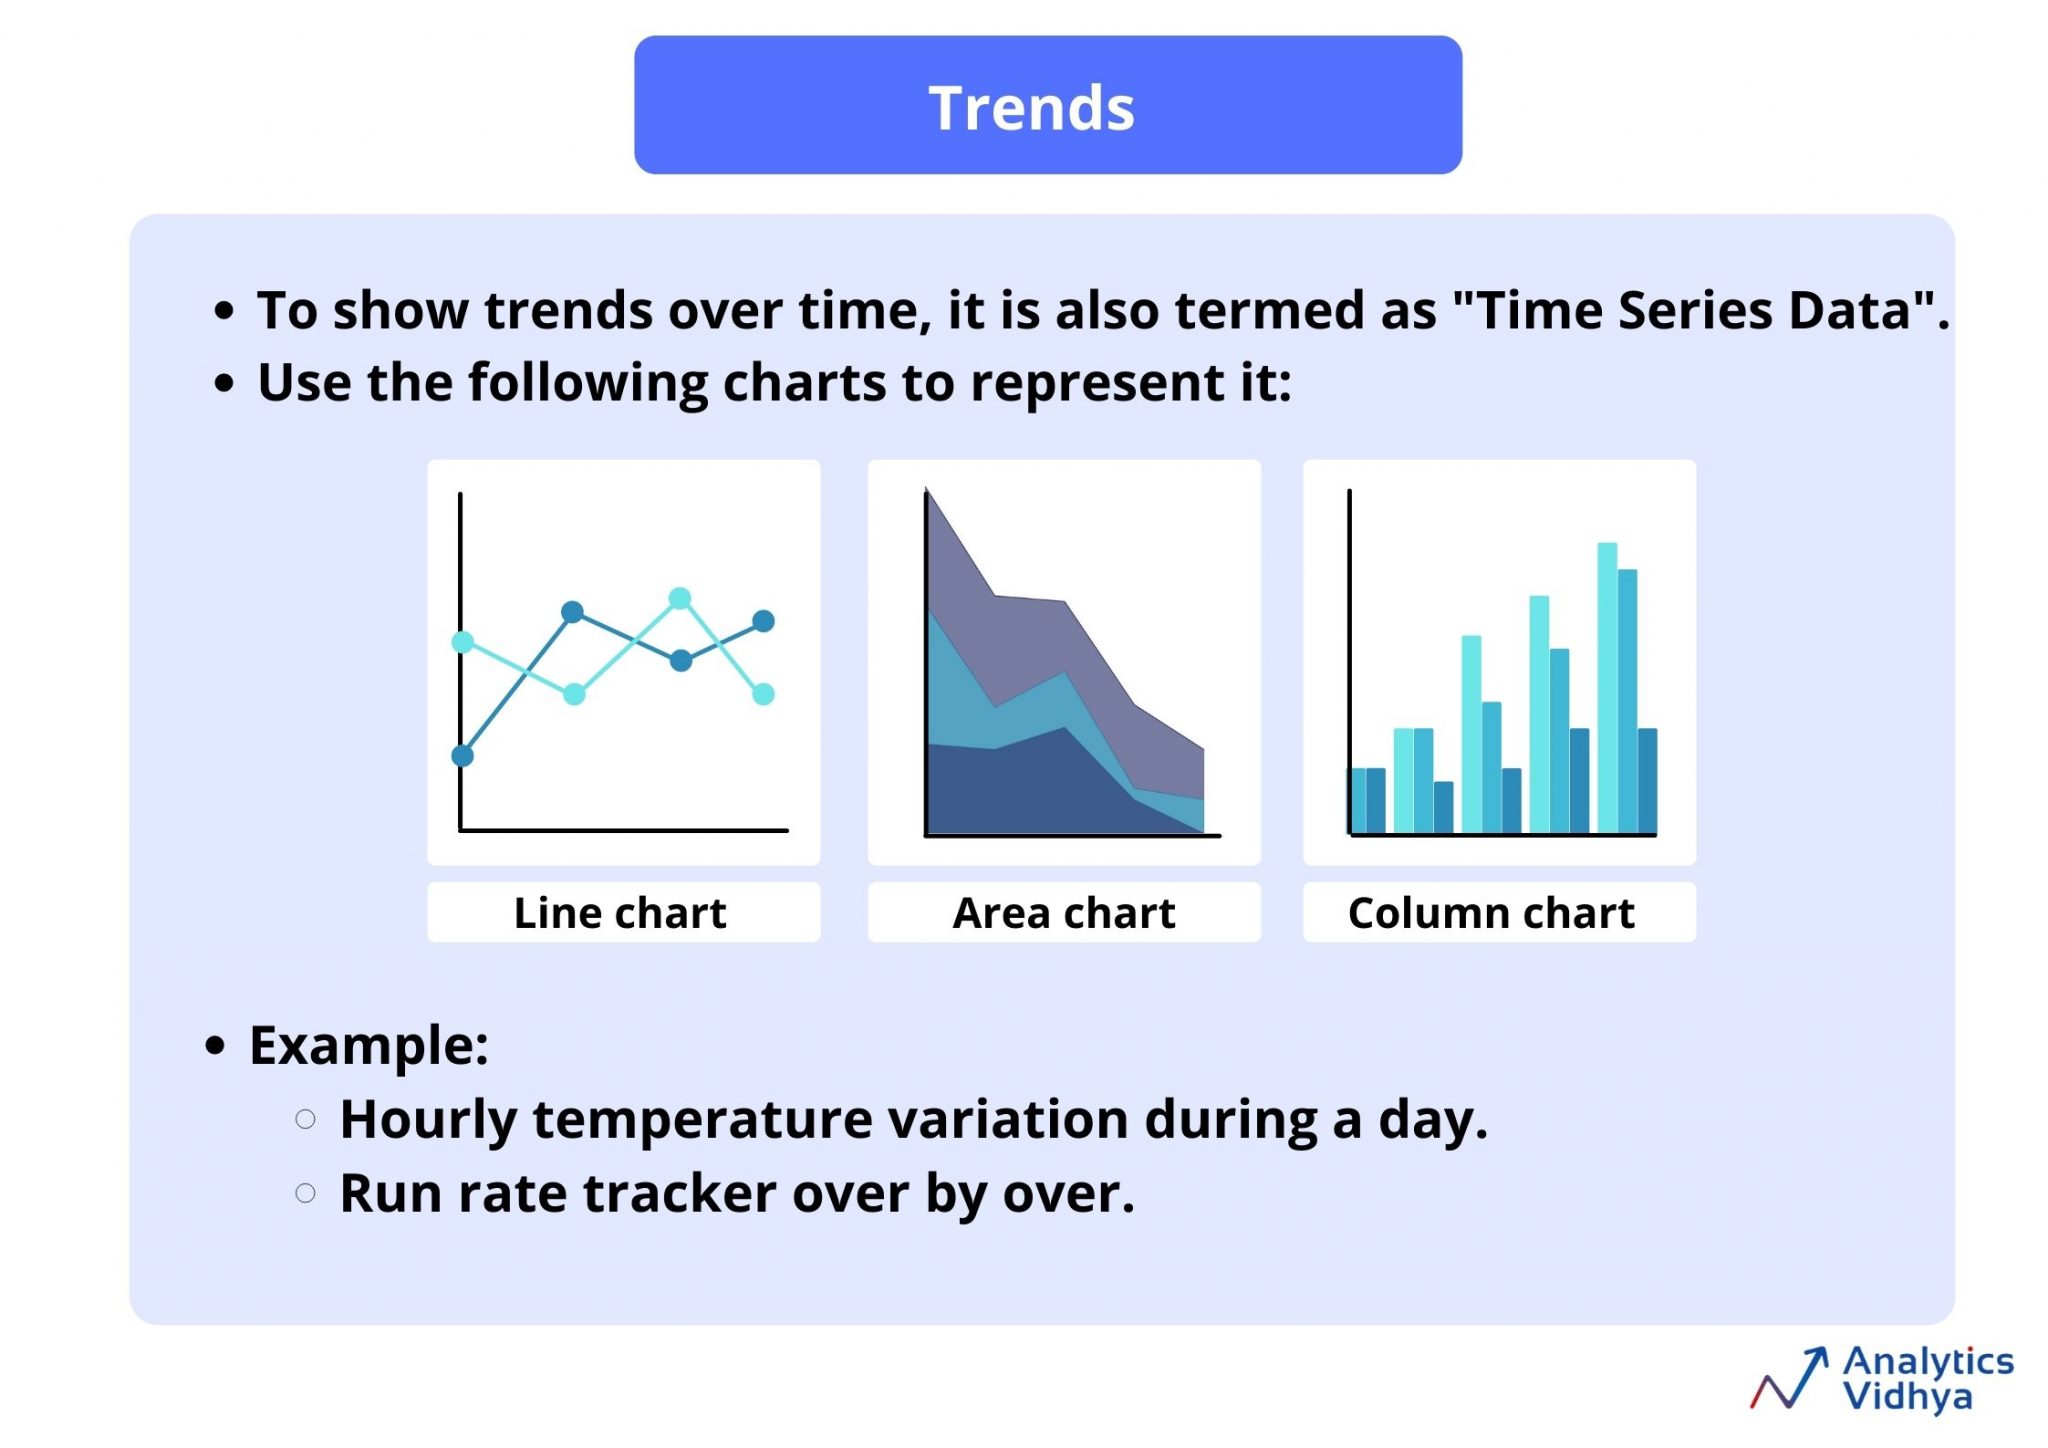 Trends
• To show trends over time, it is also termed as "Time Series Data".
• Use the following charts to represent it:
Line chart
Area chart
Column chart
• Example:
○ Hourly temperature variation during a day.
○ Run rate tracker over by over.
Analytics
Vidhya